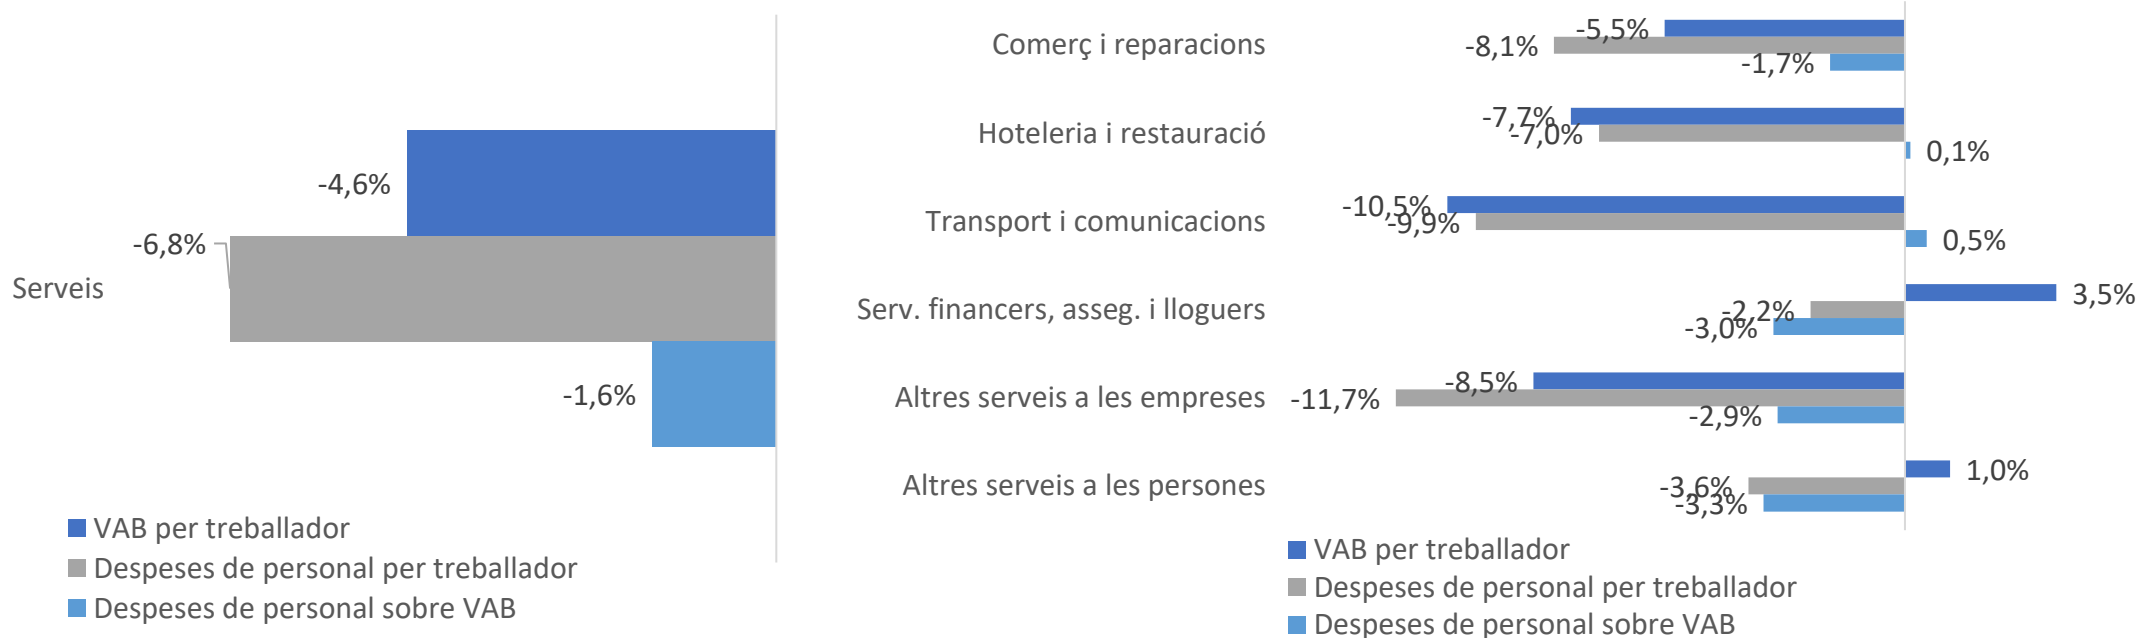 -4,6%
-6,8%
Serveis
-1,6%
VAB per treballador
Despeses de personal per treballador
Despeses de personal sobre VAB
Comerç i reparacions
-5,5%
-8,1%
-1,7%
Hoteleria i restauració
-7,7%
-7,0%
0,1%
Transport i comunicacions
-10,5%
-9,9%
0,5%
Serv. financers, asseg. i lloguers
3,5%
-2,2%
-3,0%
Altres serveis a les empreses
-8,5%
-11,7%
-2,9%
Altres serveis a les persones
1,0%
-3,6%
-3,3%
VAB per treballador
Despeses de personal per treballador
Despeses de personal sobre VAB